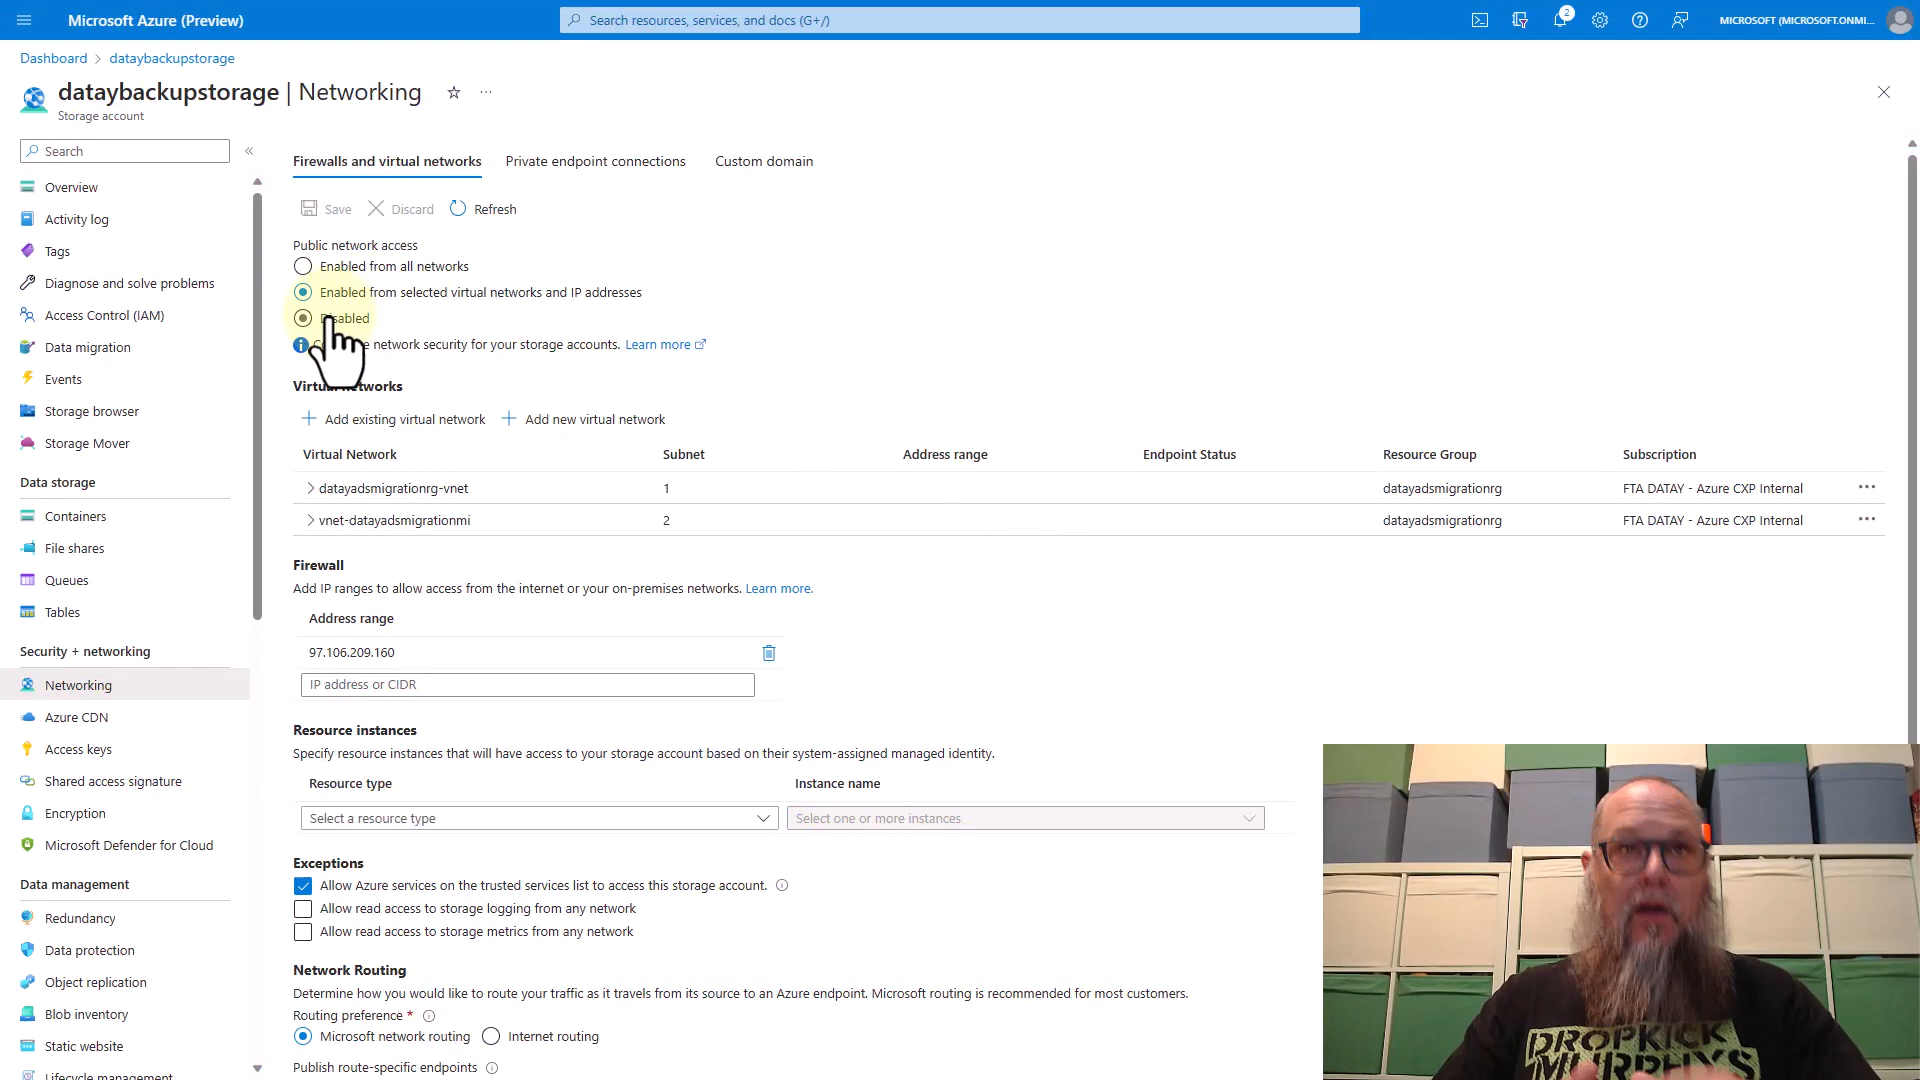 Microsoft Azure (Preview)
Search resources, services, and docs (G+/)
2
MICROSOFT (MICROSOFT.ONMI...
Dashboard > dataybackupstorage
dataybackupstorage | Networking
Storage account
Search
Overview
Activity log
Tags
Diagnose and solve problems
Access Control (IAM)
Data migration
Events
Storage browser
Storage Mover
Data storage
Containers
File shares
Queues
Tables
Security + networking
Networking
Azure CDN
Access keys
Shared access signature
Encryption
Microsoft Defender for Cloud
Data management
Redundancy
Data protection
Object replication
Blob inventory
Static website
Lifecycle management
Firewalls and virtual networks Private endpoint connections Custom domain
Save Discard Refresh
Public network access
Enabled from all networks
Enabled from selected virtual networks and IP addresses
Disabled
network security for your storage accounts. Learn more
Virtual networks
Add existing virtual network Add new virtual network
Virtual Network Subnet Address range Endpoint Status Resource Group Subscription
datayadsmigrationrg-vnet 1 datayadsmigrationrg FTA DATAY - Azure CXP Internal ...
vnet-datayadsmigrationmi 2 datayadsmigrationrg FTA DATAY - Azure CXP Internal ...
Firewall
Add IP ranges to allow access from the internet or your on-premises networks. Learn more.
Address range
97.106.209.160
IP address or CIDR
Resource instances
Specify resource instances that will have access to your storage account based on their system-assigned managed identity.
Resource type Instance name
Select a resource type Select one or more instances
Exceptions
Allow Azure services on the trusted services list to access this storage account.
Allow read access to storage logging from any network
Allow read access to storage metrics from any network
Network Routing
Determine how you would like to route your traffic as it travels from its source to an Azure endpoint. Microsoft routing is recommended for most customers.
Routing preference *
Microsoft network routing Internet routing
Publish route-specific endpoints
DROPKICK
MURPHYS